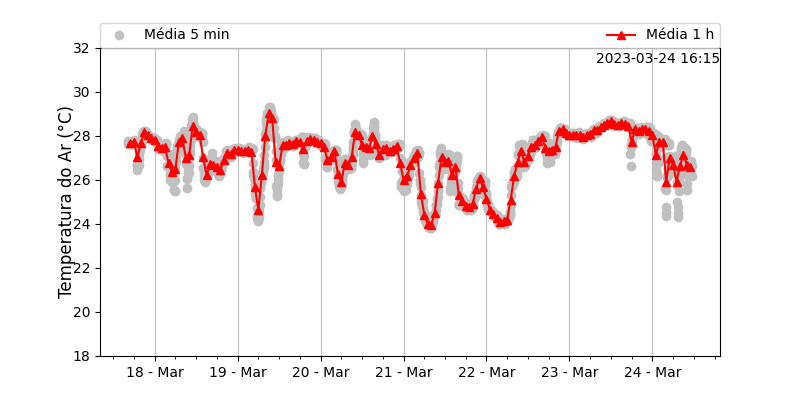 Média 5 min
Média 1 h
2023-03-24 16:15
Temperatura do Ar (°C)
32
30
28
26
24
22
20
18
18 - Mar
19 - Mar
20 - Mar
21 - Mar
22 - Mar
23 - Mar
24 - Mar